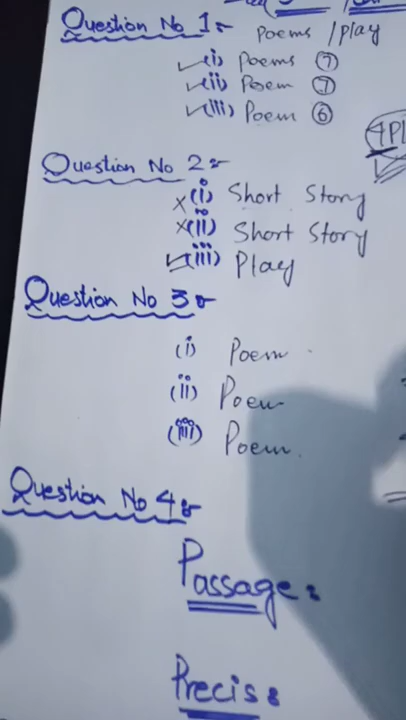 Question No 1:-
Poems / play
✓(i) Poems (7)
✓(ii) Poem (7)
✓(iii) Poem (6)
Question No 2:-
x(i) Short Story
x(ii) Short Story
✓(iii) Play
Question No 3:-
(i) Poem
(ii) Poem
(iii) Poem.
Question No 4:-
Passage:
Precis: